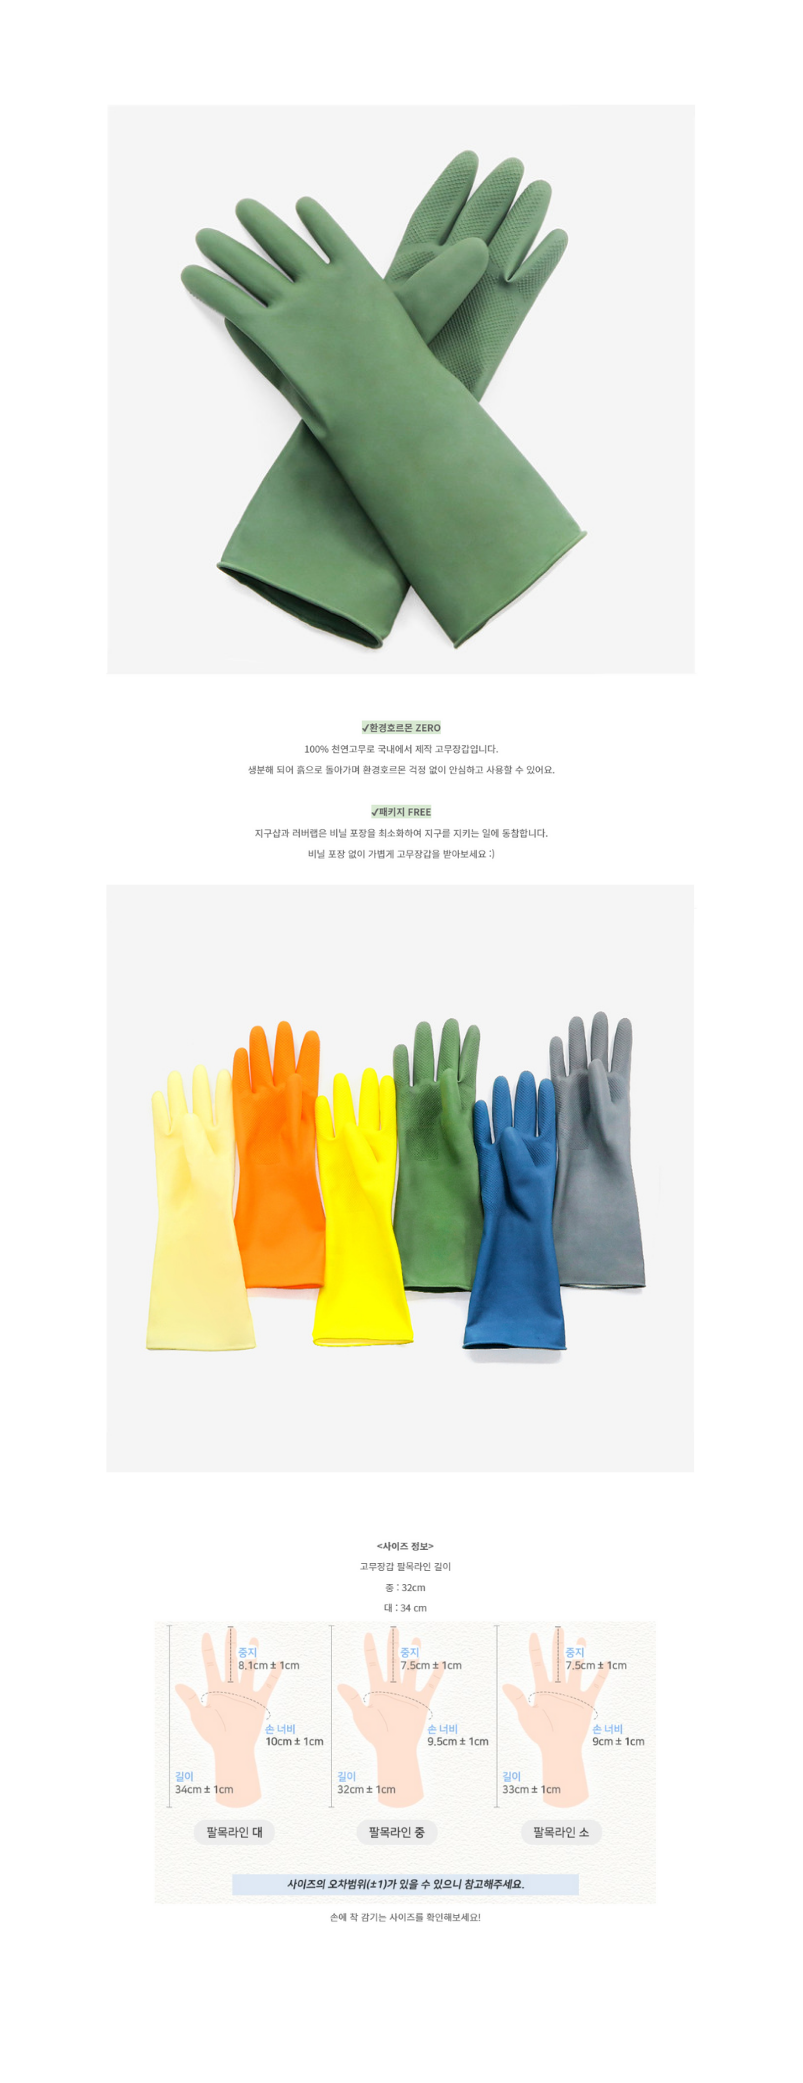 ✓환경호르몬 ZERO
100% 천연고무로 국내에서 제작 고무장갑입니다.
생분해 되어 흙으로 돌아가며 환경호르몬 걱정 없이 안심하고 사용할 수 있어요.
✓패키지 FREE
지구샵과 러버랩은 비닐 포장을 최소화하여 지구를 지키는 일에 동참합니다.
비닐 포장 없이 가볍게 고무장갑을 받아보세요 :)
<사이즈 정보>
고무장갑 팔목라인 길이
중 : 32cm
대 : 34 cm
중지
8.1cm ± 1cm
손 너비
10cm ± 1cm
길이
34cm ± 1cm
팔목라인 대
중지
7.5cm ± 1cm
손 너비
9.5cm ± 1cm
길이
32cm ± 1cm
팔목라인 중
중지
7.5cm ± 1cm
손 너비
9cm ± 1cm
길이
33cm ± 1cm
팔목라인 소
사이즈의 오차범위(±1)가 있을 수 있으니 참고해주세요.
손에 착 감기는 사이즈를 확인해보세요!